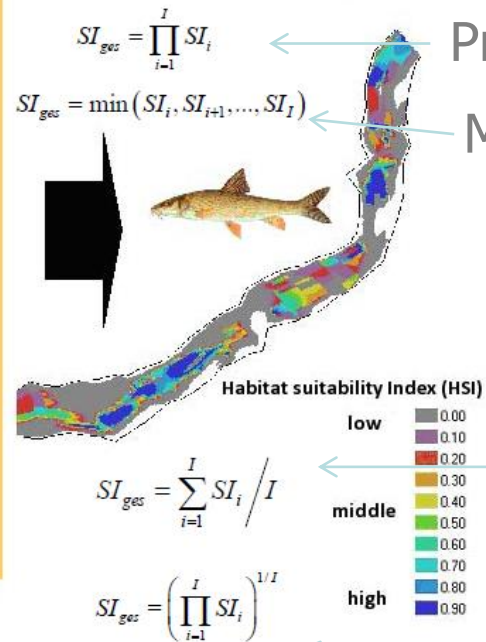 SI_ges = ∏_{i=1}^{I} SI_i
SI_ges = min(SI_i, SI_{i+1}, ..., SI_I)
Habitat suitability Index (HSI)
low
middle
high
0.00
0.10
0.20
0.30
0.40
0.50
0.60
0.70
0.80
0.90
SI_ges = ∑_{i=1}^{I} SI_i / I
SI_ges = (∏_{i=1}^{I} SI_i)^{1/I}